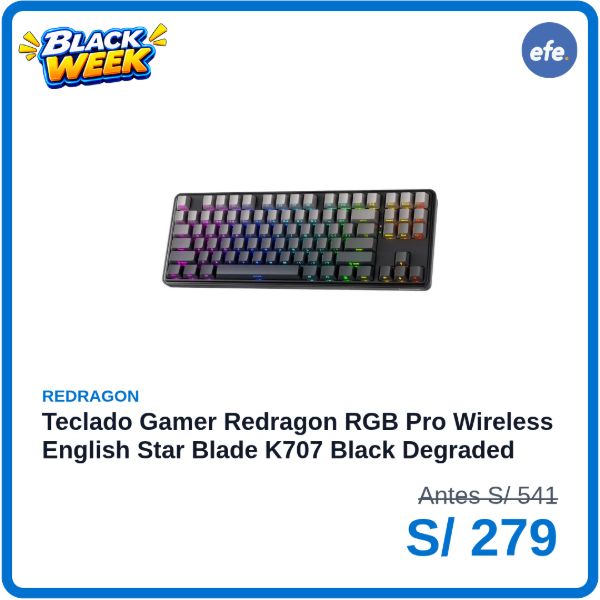 BLACK
WEEK
efe.
REDRAGON
Teclado Gamer Redragon RGB Pro Wireless
English Star Blade K707 Black Degraded
Antes S/ 541
S/ 279